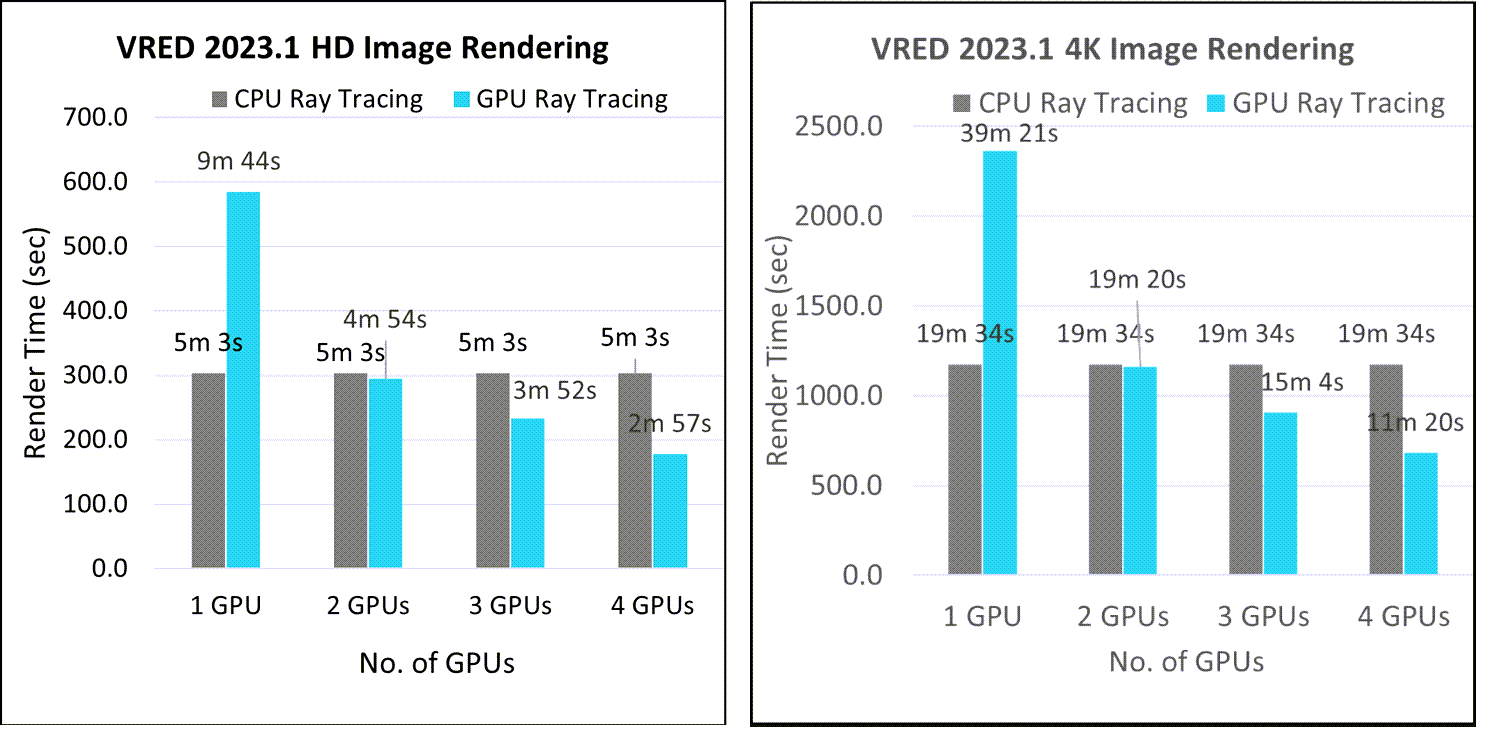 VRED 2023.1 HD Image Rendering
CPU Ray Tracing GPU Ray Tracing
700.0
600.0
500.0
400.0
300.0
200.0
100.0
0.0
Render Time (sec)
9m 44s
5m 3s
4m 54s
5m 3s
5m 3s
3m 52s
5m 3s
2m 57s
1 GPU 2 GPUs 3 GPUs 4 GPUs
No. of GPUs
VRED 2023.1 4K Image Rendering
CPU Ray Tracing GPU Ray Tracing
2500.0
2000.0
1500.0
1000.0
500.0
0.0
Render Time (sec)
39m 21s
19m 34s
19m 20s
19m 34s
19m 34s
15m 4s
19m 34s
11m 20s
1 GPU 2 GPUs 3 GPUs 4 GPUs
No. of GPUs